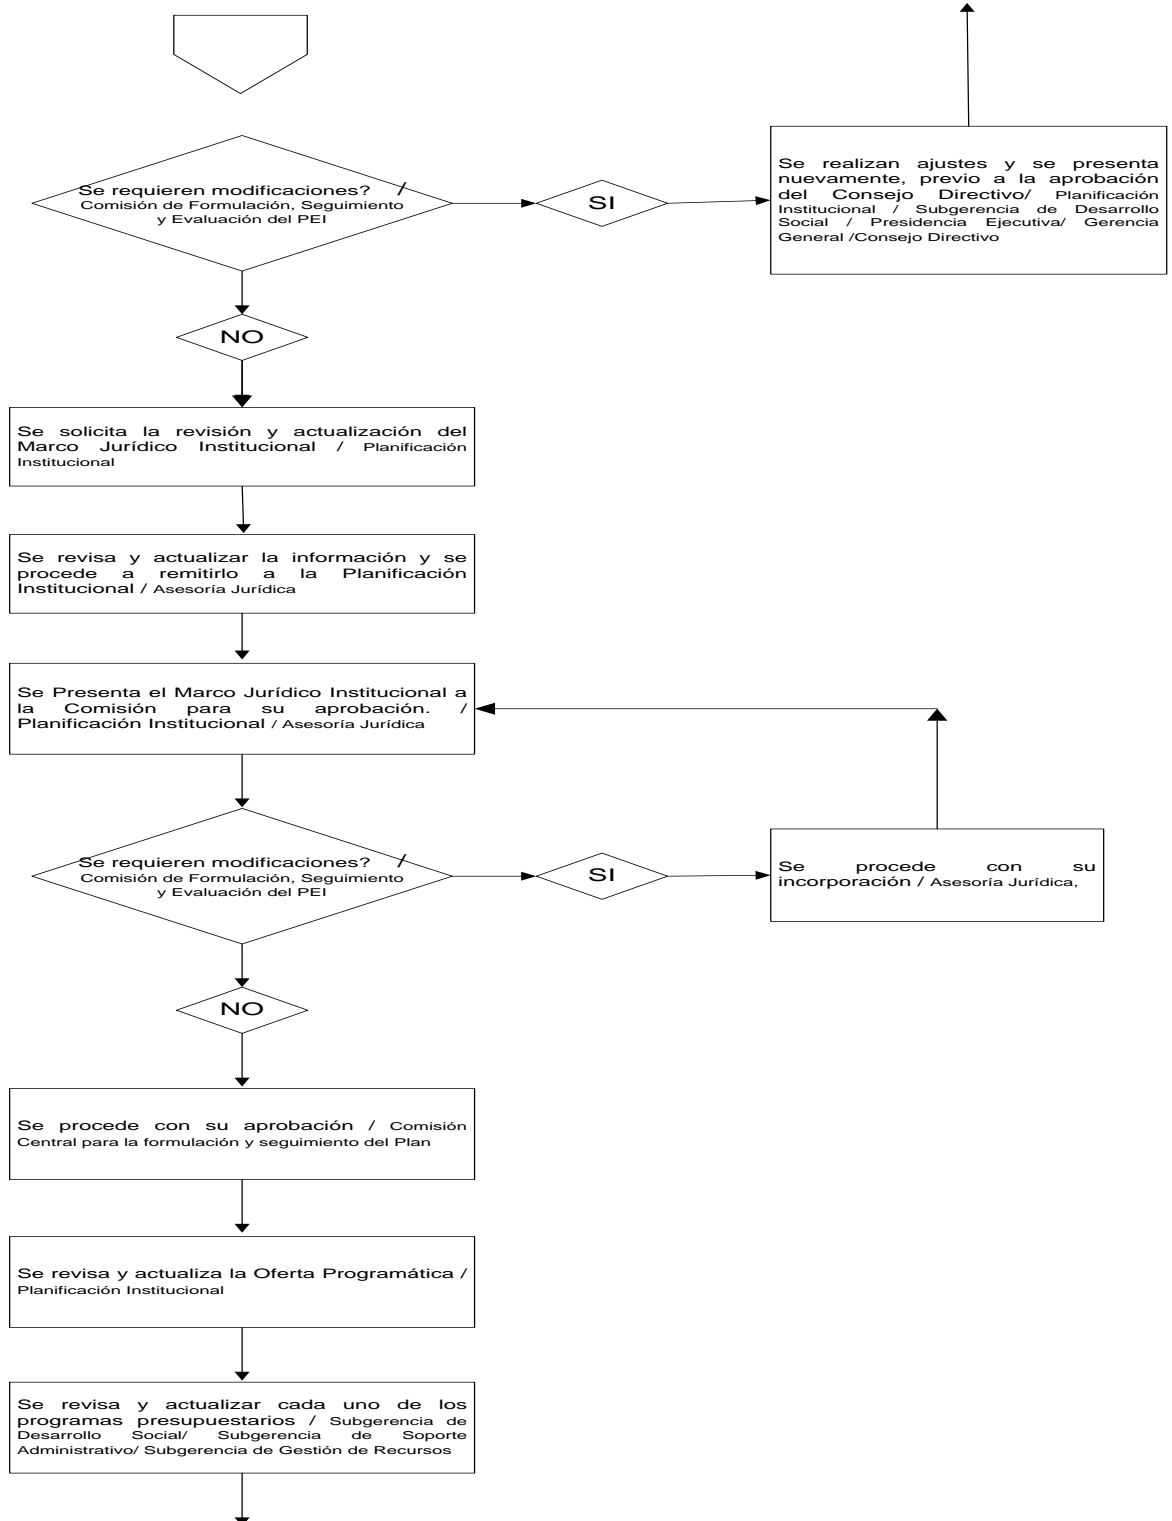 Se requieren modificaciones? /
Comisión de Formulación, Seguimiento
y Evaluación del PEI
SI
Se realizan ajustes y se presenta
nuevamente, previo a la aprobación
del Consejo Directivo/ Planificación
Institucional / Subgerencia de Desarrollo
Social / Presidencia Ejecutiva/ Gerencia
General /Consejo Directivo
NO
Se solicita la revisión y actualización del
Marco Jurídico Institucional / Planificación
Institucional
Se revisa y actualizar la información y se
procede a remitirlo a la Planificación
Institucional / Asesoría Jurídica
Se Presenta el Marco Jurídico Institucional a
la Comisión para su aprobación. /
Planificación Institucional / Asesoría Jurídica
Se requieren modificaciones? /
Comisión de Formulación, Seguimiento
y Evaluación del PEI
SI
Se procede con su
incorporación / Asesoría Jurídica,
NO
Se procede con su aprobación / Comisión
Central para la formulación y seguimiento del Plan
Se revisa y actualiza la Oferta Programática /
Planificación Institucional
Se revisa y actualizar cada uno de los
programas presupuestarios / Subgerencia de
Desarrollo Social/ Subgerencia de Soporte
Administrativo/ Subgerencia de Gestión de Recursos